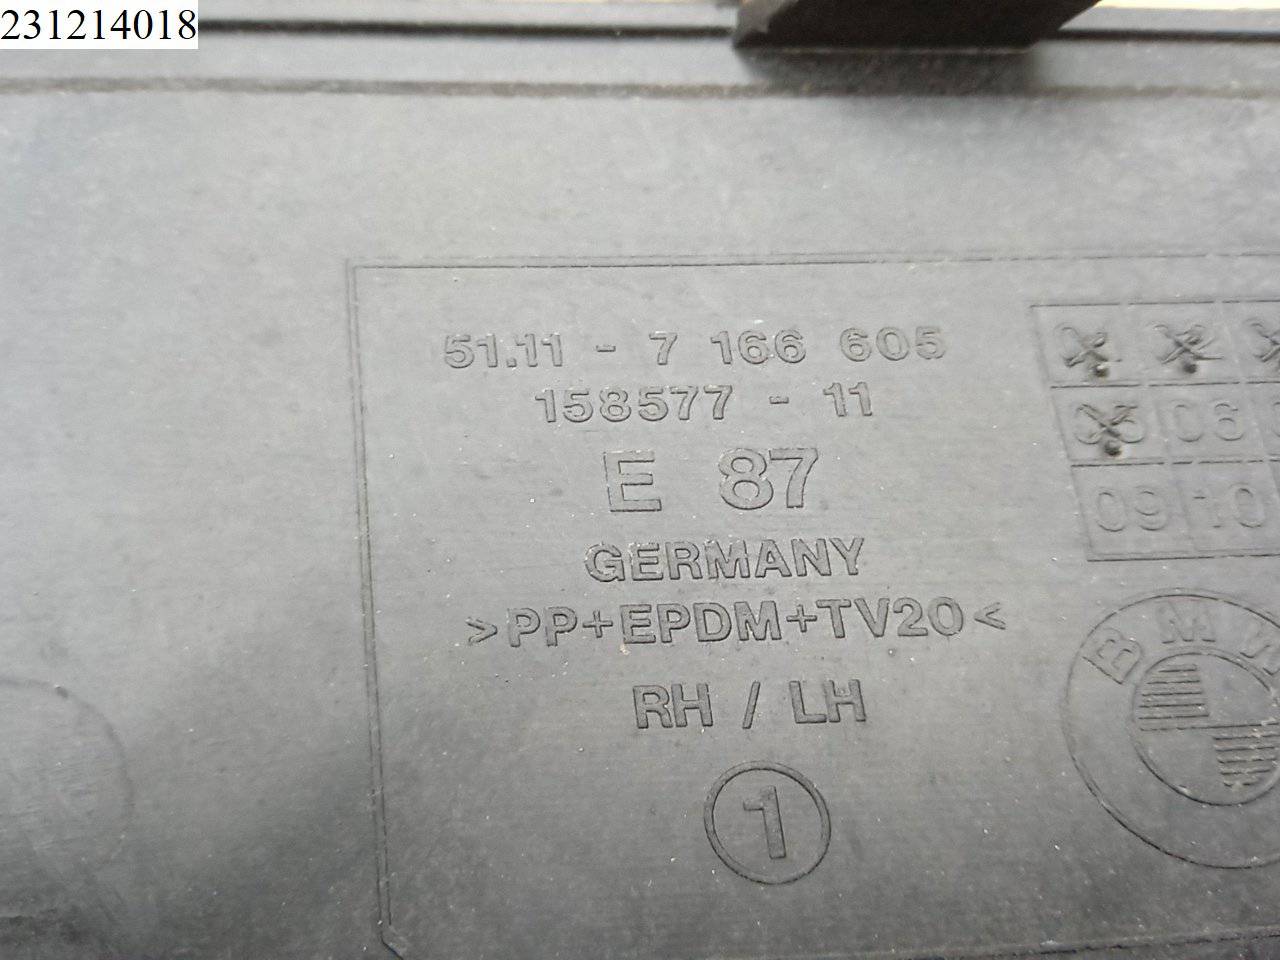 231214018
51.11 - 7 166 605
158577 - 11
E 87
GERMANY
>PP+EPDM+TV20<
RH / LH
1
05 06
09 10
BMW